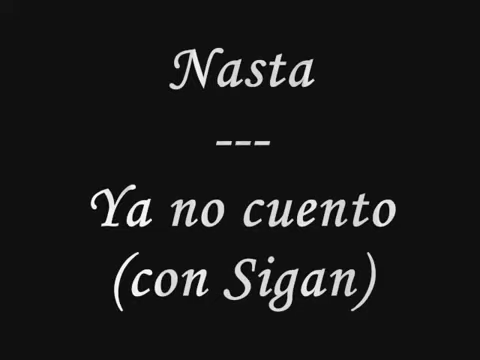 Nasta
---
Ya no cuento
(con Sigan)